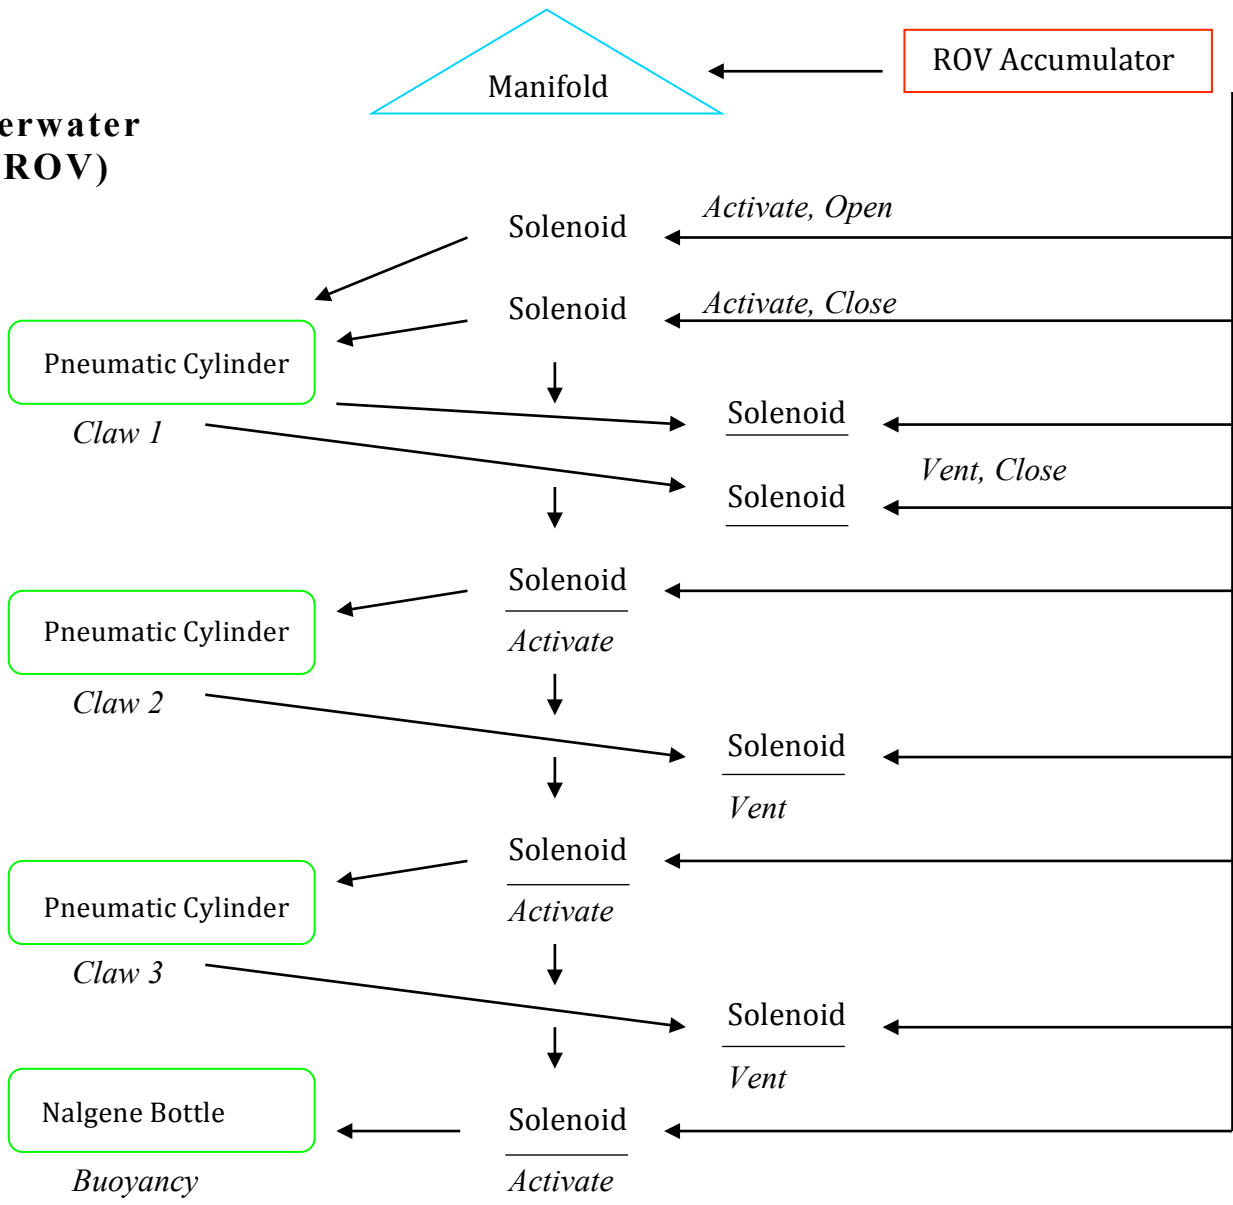 ROV Accumulator
Manifold
erwater
ROV)
Activate, Open
Solenoid
Solenoid
Activate, Close
Pneumatic Cylinder
Claw 1
Solenoid
Vent, Close
Solenoid
Solenoid
Activate
Pneumatic Cylinder
Claw 2
Solenoid
Vent
Solenoid
Activate
Pneumatic Cylinder
Claw 3
Solenoid
Vent
Nalgene Bottle
Buoyancy
Solenoid
Activate